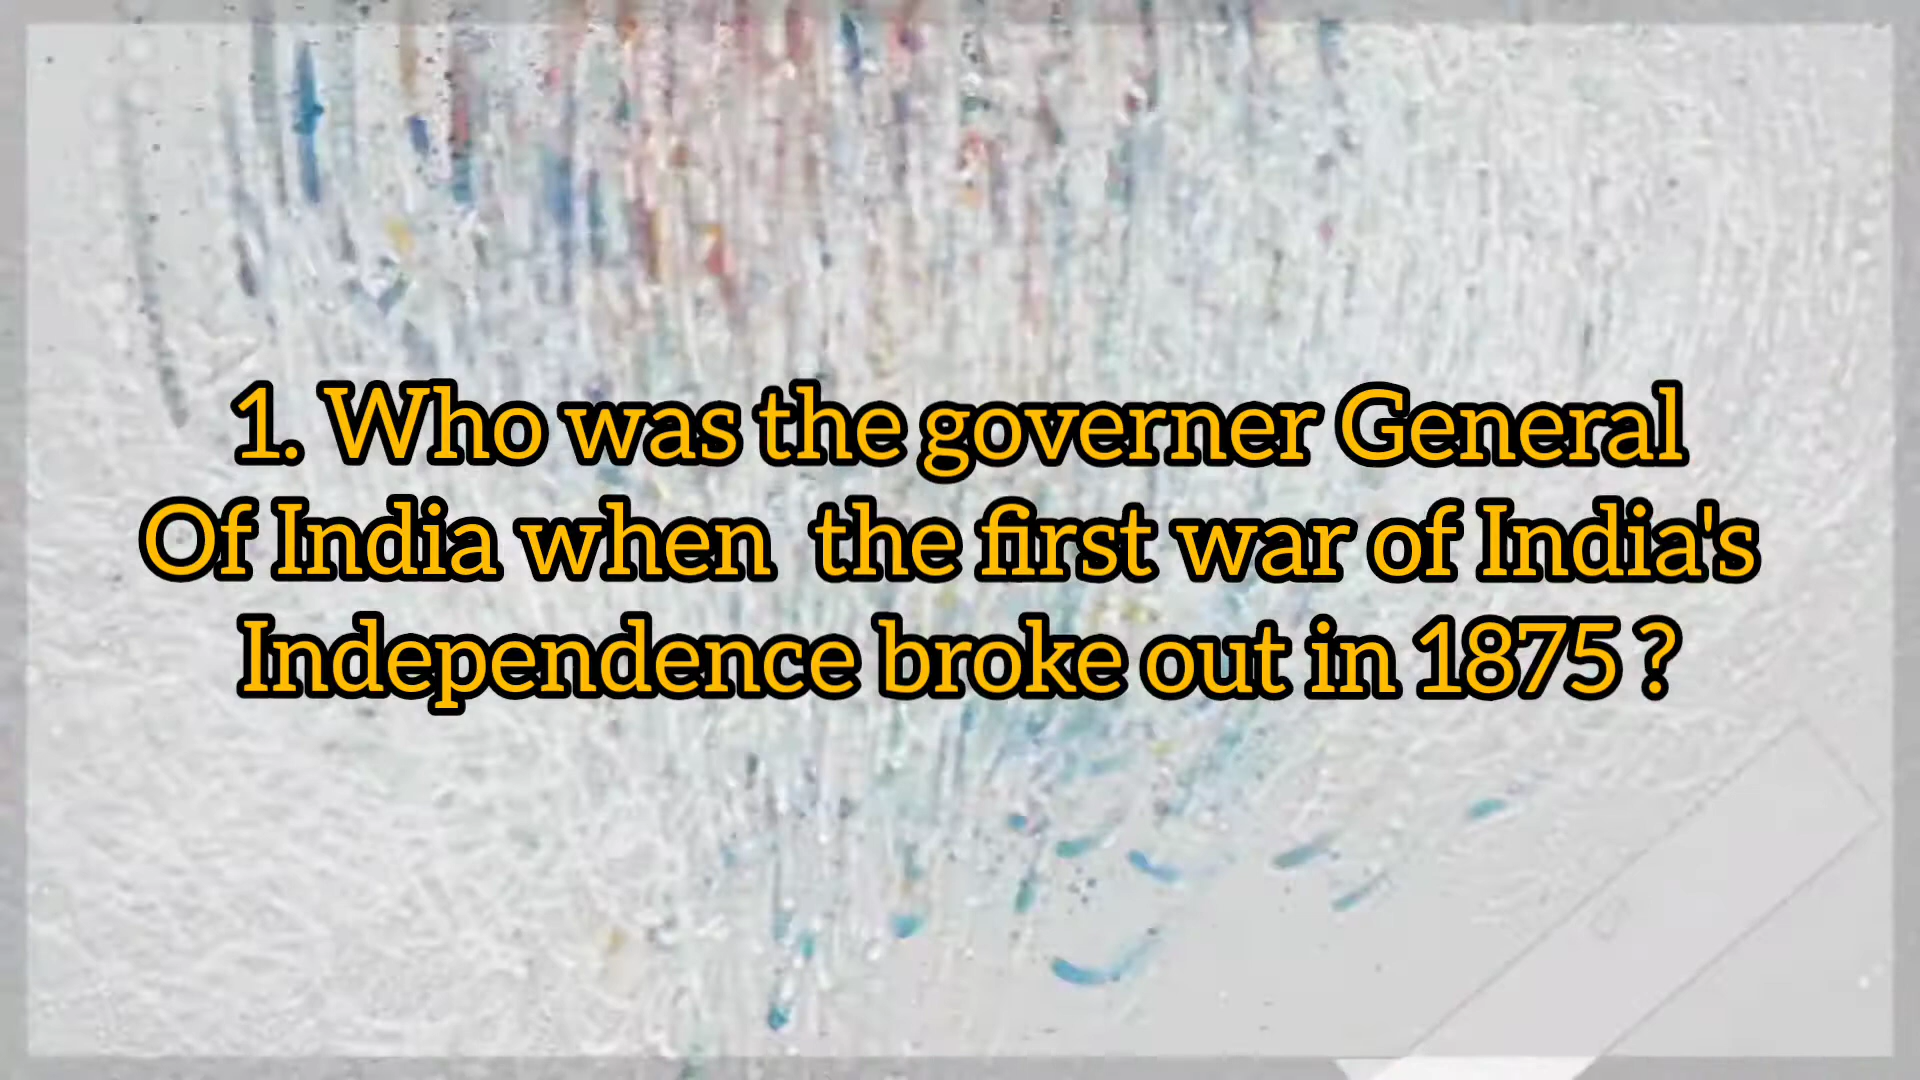 1. Who was the governer General
Of India when the first war of India's
Independence broke out in 1875 ?